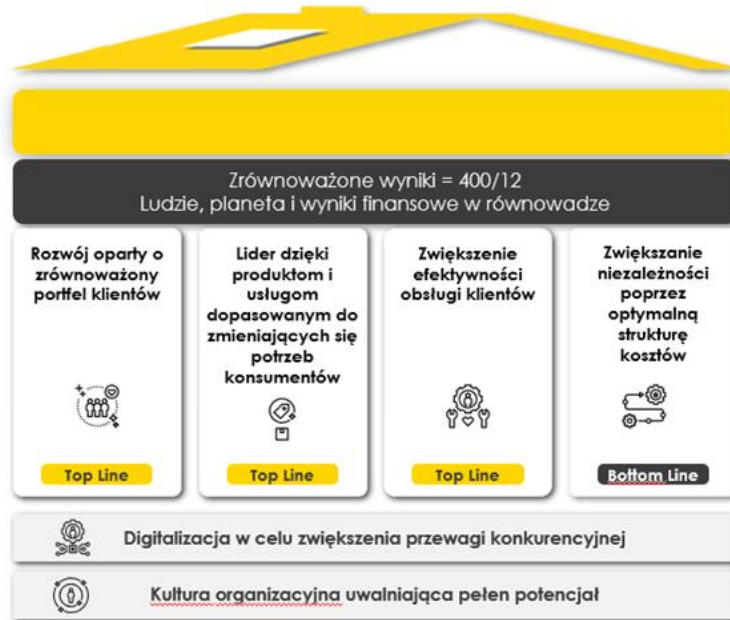 Zrównoważone wyniki = 400/12
Ludzie, planeta i wyniki finansowe w równowadze
Rozwój oparty o
zrównoważony
portfel klientów
Top Line
Lider dzięki
produktom i
usługom
dopasowanym do
zmieniających się
potrzeb
konsumentów
Top Line
Zwiększenie
efektywności
obsługi klientów
Top Line
Zwiększanie
niezależności
poprzez
optymalną
strukturę
kosztów
Bottom Line
Digitalizacja w celu zwiększenia przewagi konkurencyjnej
Kultura organizacyjna uwalniająca pełen potencjał